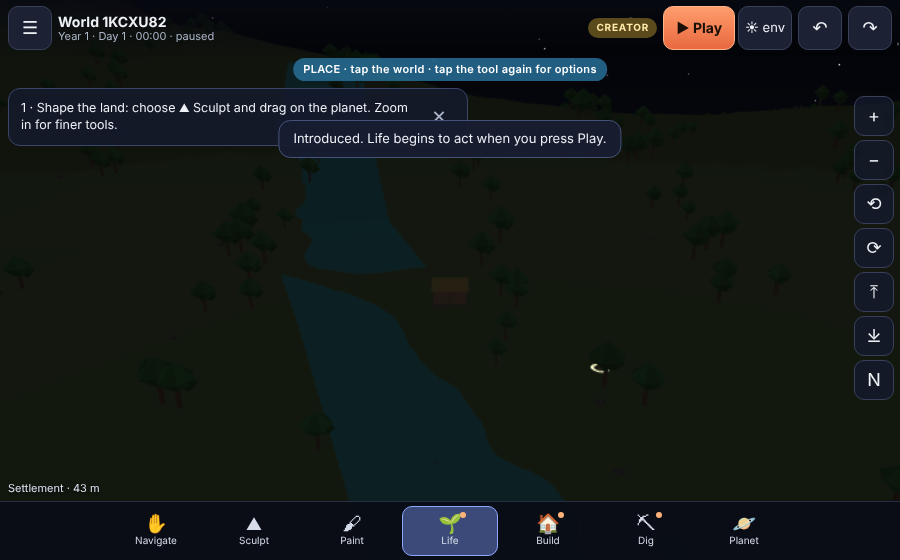 World 1KCXU82
Year 1 · Day 1 · 00:00 · paused
CREATOR
▶ Play
☀ env
PLACE · tap the world · tap the tool again for options
1 · Shape the land: choose ▲ Sculpt and drag on the planet. Zoom
in for finer tools.
Introduced. Life begins to act when you press Play.
N
Settlement · 43 m
Navigate
Sculpt
Paint
Life
Build
Dig
Planet